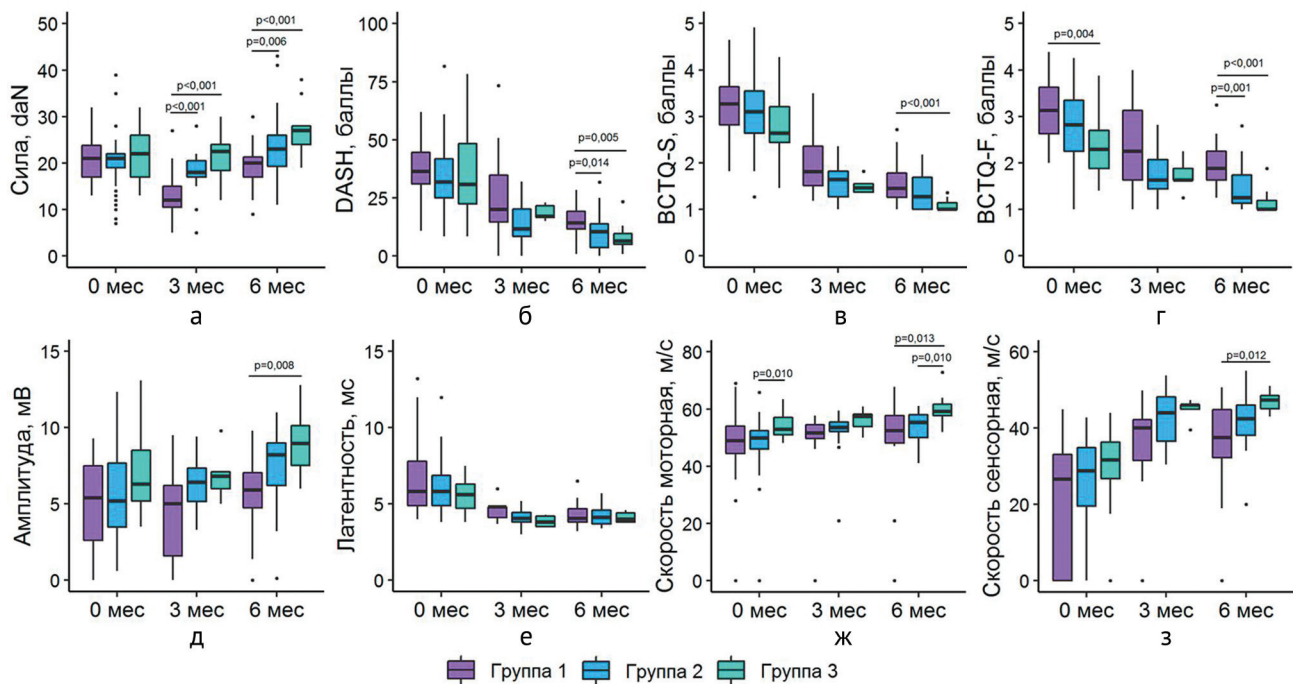 Сила, daN
50
40
30
20
10
0
p<0,001
p=0,006
p<0,001
p<0,001
0 мес 3 мес 6 мес
а
DASH, баллы
100
75
50
25
0
p=0,005
p=0,014
0 мес 3 мес 6 мес
б
BCTQ-S, баллы
5
4
3
2
1
0
p<0,001
0 мес 3 мес 6 мес
в
BCTQ-F, баллы
5
4
3
2
1
0
p=0,004
p<0,001
p=0,001
0 мес 3 мес 6 мес
г
Амплитуда, мВ
15
10
5
0
p=0,008
0 мес 3 мес 6 мес
д
Латентность, мс
15
10
5
0
0 мес 3 мес 6 мес
е
Скорость моторная, м/с
80
60
40
20
0
p=0,010
p=0,013
p=0,010
0 мес 3 мес 6 мес
ж
Скорость сенсорная, м/с
60
40
20
0
p=0,012
0 мес 3 мес 6 мес
з
Группа 1 Группа 2 Группа 3